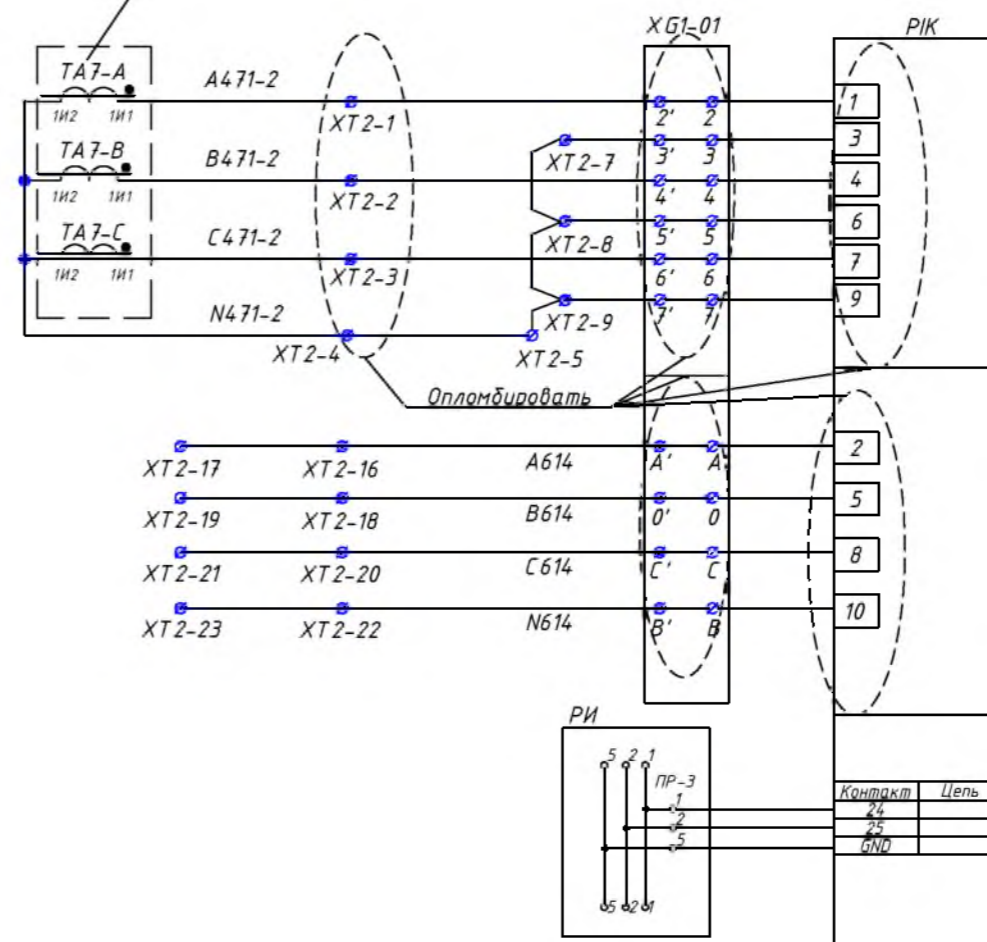 XG1-01
PIK
TA7-A
A471-2
1И2 1И1
XT2-1
2' 2
1
TA7-B
B471-2
XT2-7
3' 3
3
1И2 1И1
XT2-2
4' 4
4
TA7-C
C471-2
XT2-8
5' 5
6
1И2 1И1
XT2-3
6' 6
7
N471-2
XT2-9
7' 7
9
XT2-4
XT2-5
Опломбировать
XT2-17
XT2-16
A614
A' A
2
XT2-19
XT2-18
B614
0' 0
5
XT2-21
XT2-20
C614
C' C
8
XT2-23
XT2-22
N614
B' B
10
РИ
5 2 1
ПР-3
1
2
5
5 2 1
Контакт Цепь
24
25
GND